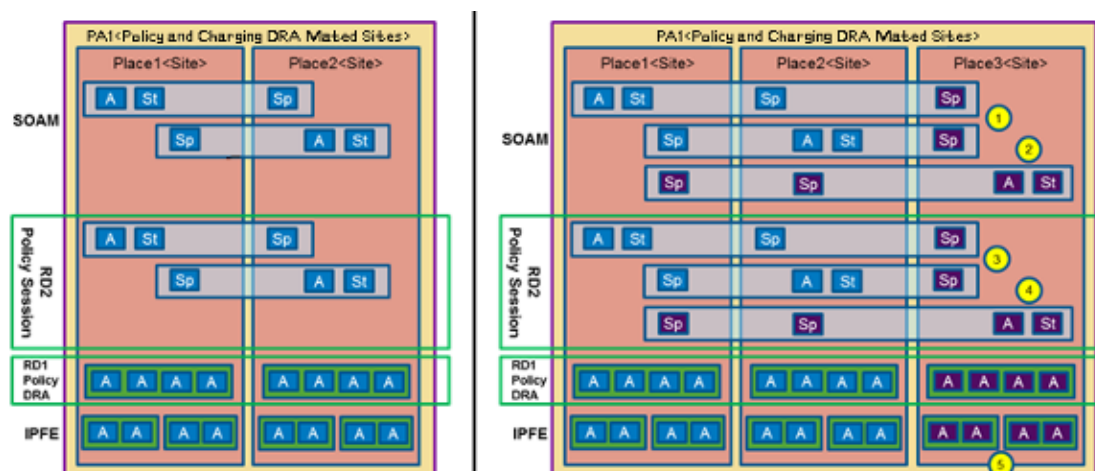 PA1<Policy and Charging DRA Mated Sites>
Place1<Site> Place2<Site>
SOAM
A St Sp
Sp A St
RD2
Policy Session
A St Sp
Sp A St
RD1
Policy
DRA
A A A A A A A A
IPFE
A A A A A A A A
PA1<Policy and Charging DRA Mated Sites>
Place1<Site> Place2<Site> Place3<Site>
SOAM
A St Sp Sp
1
Sp A St Sp
2
Sp Sp A St
RD2
Policy Session
A St Sp Sp
3
Sp A St Sp
4
Sp Sp A St
RD1
Policy
DRA
A A A A A A A A A A A A
IPFE
A A A A A A A A A A A A
5